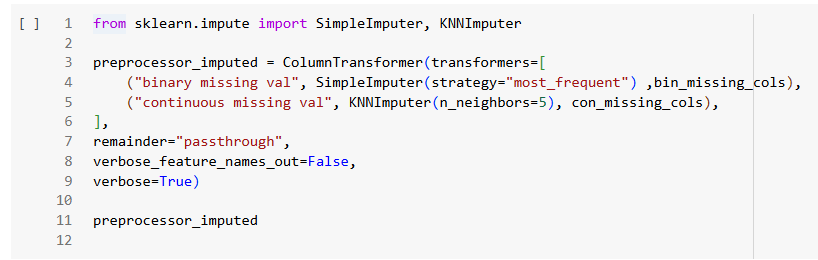 [ ] 1 from sklearn.impute import SimpleImputer, KNNImputer
2
3 preprocessor_imputed = ColumnTransformer(transformers=[
4     ("binary missing val", SimpleImputer(strategy="most_frequent") ,bin_missing_cols),
5     ("continuous missing val", KNNImputer(n_neighbors=5), con_missing_cols),
6 ],
7 remainder="passthrough",
8 verbose_feature_names_out=False,
9 verbose=True)
10
11 preprocessor_imputed
12